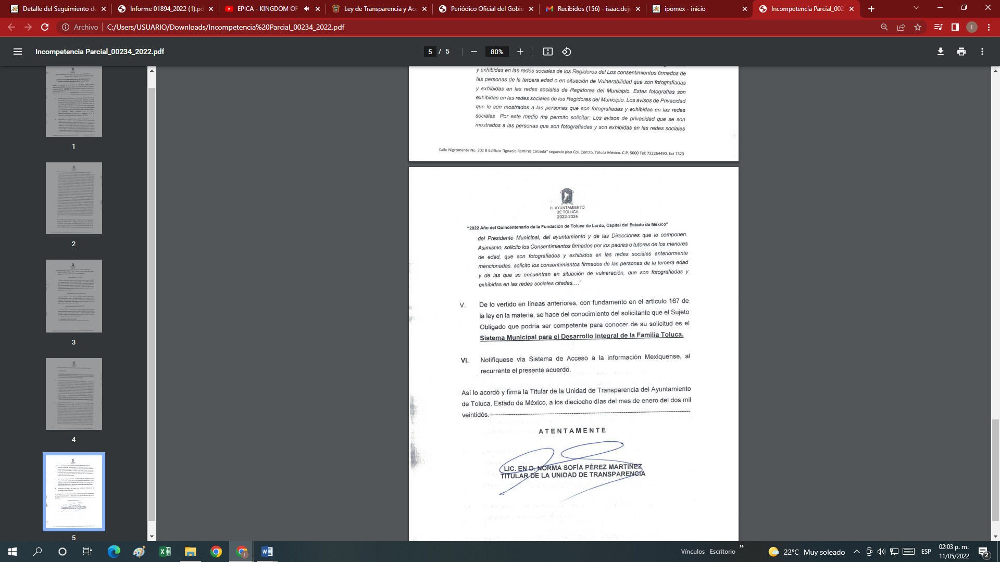 Detalle del Seguimiento de
Informe 01894_2022 (1).pd
EPICA - KINGDOM OF
Ley de Transparencia y Acc
Periódico Oficial del Gobie
Recibidos (156) - isaac.deje
ipomex - inicio
Incompetencia Parcial_002
Archivo
C:/Users/USUARIO/Downloads/Incompetencia%20Parcial_00234_2022.pdf
Incompetencia Parcial_00234_2022.pdf
5 / 5
80%
1
2
3
4
5
y exhibidas en las redes sociales de los Regidores del Los consentimientos firmados de
las personas de la tercera edad o en situación de Vulnerabilidad que son fotografiadas
y exhibidas en las redes sociales de Regidores del Municipio. Estas fotografías son
exhibidas en las redes sociales de los Regidores del Municipio. Los avisos de Privacidad
que le son mostrados a las personas que son fotografiadas y exhibidas en las redes
sociales Por este medio me permito solicitar: Los avisos de privacidad que se son
mostrados a las personas que son fotografiadas y son exhibidas en las redes sociales
Calle Nigromante No. 202 B Edificio "Ignacio Ramírez Calzada" segundo piso Col. Centro, Toluca México. C.P. 5000 Tel: 722264490. Ext 7323
H. AYUNTAMIENTO
DE TOLUCA
2022-2024
"2022 Año del Quincentenario de la Fundación de Toluca de Lerdo, Capital del Estado de México"
del Presidente Municipal, del ayuntamiento y de las Direcciones que lo componen.
Asimismo, solicito los Consentimientos firmados por los padres o tutores de los menores
de edad, que son fotografiados y exhibidos en las redes sociales anteriormente
mencionadas. solicito los consentimientos firmados de las personas de la tercera edad
y de las que se encuentran en situación de vulneración, que son fotografiadas y
exhibidas en las redes sociales citadas...."
V. De lo vertido en líneas anteriores, con fundamento en el artículo 167 de
la ley en la materia, se hace del conocimiento del solicitante que el Sujeto
Obligado que podría ser competente para conocer de su solicitud es el
Sistema Municipal para el Desarrollo Integral de la Familia Toluca.
VI. Notifíquese vía Sistema de Acceso a la Información Mexiquense, al
recurrente el presente acuerdo.
Así lo acordó y firma la Titular de la Unidad de Transparencia del Ayuntamiento
de Toluca, Estado de México, a los dieciocho días del mes de enero del dos mil
veintidós.-----------------------------------------------------------------------------------------
ATENTAMENTE
LIC. EN D. NORMA SOFÍA PÉREZ MARTÍNEZ
TITULAR DE LA UNIDAD DE TRANSPARENCIA
Vínculos
Escritorio
22°C Muy soleado
ESP
02:03 p. m.
11/05/2022
2